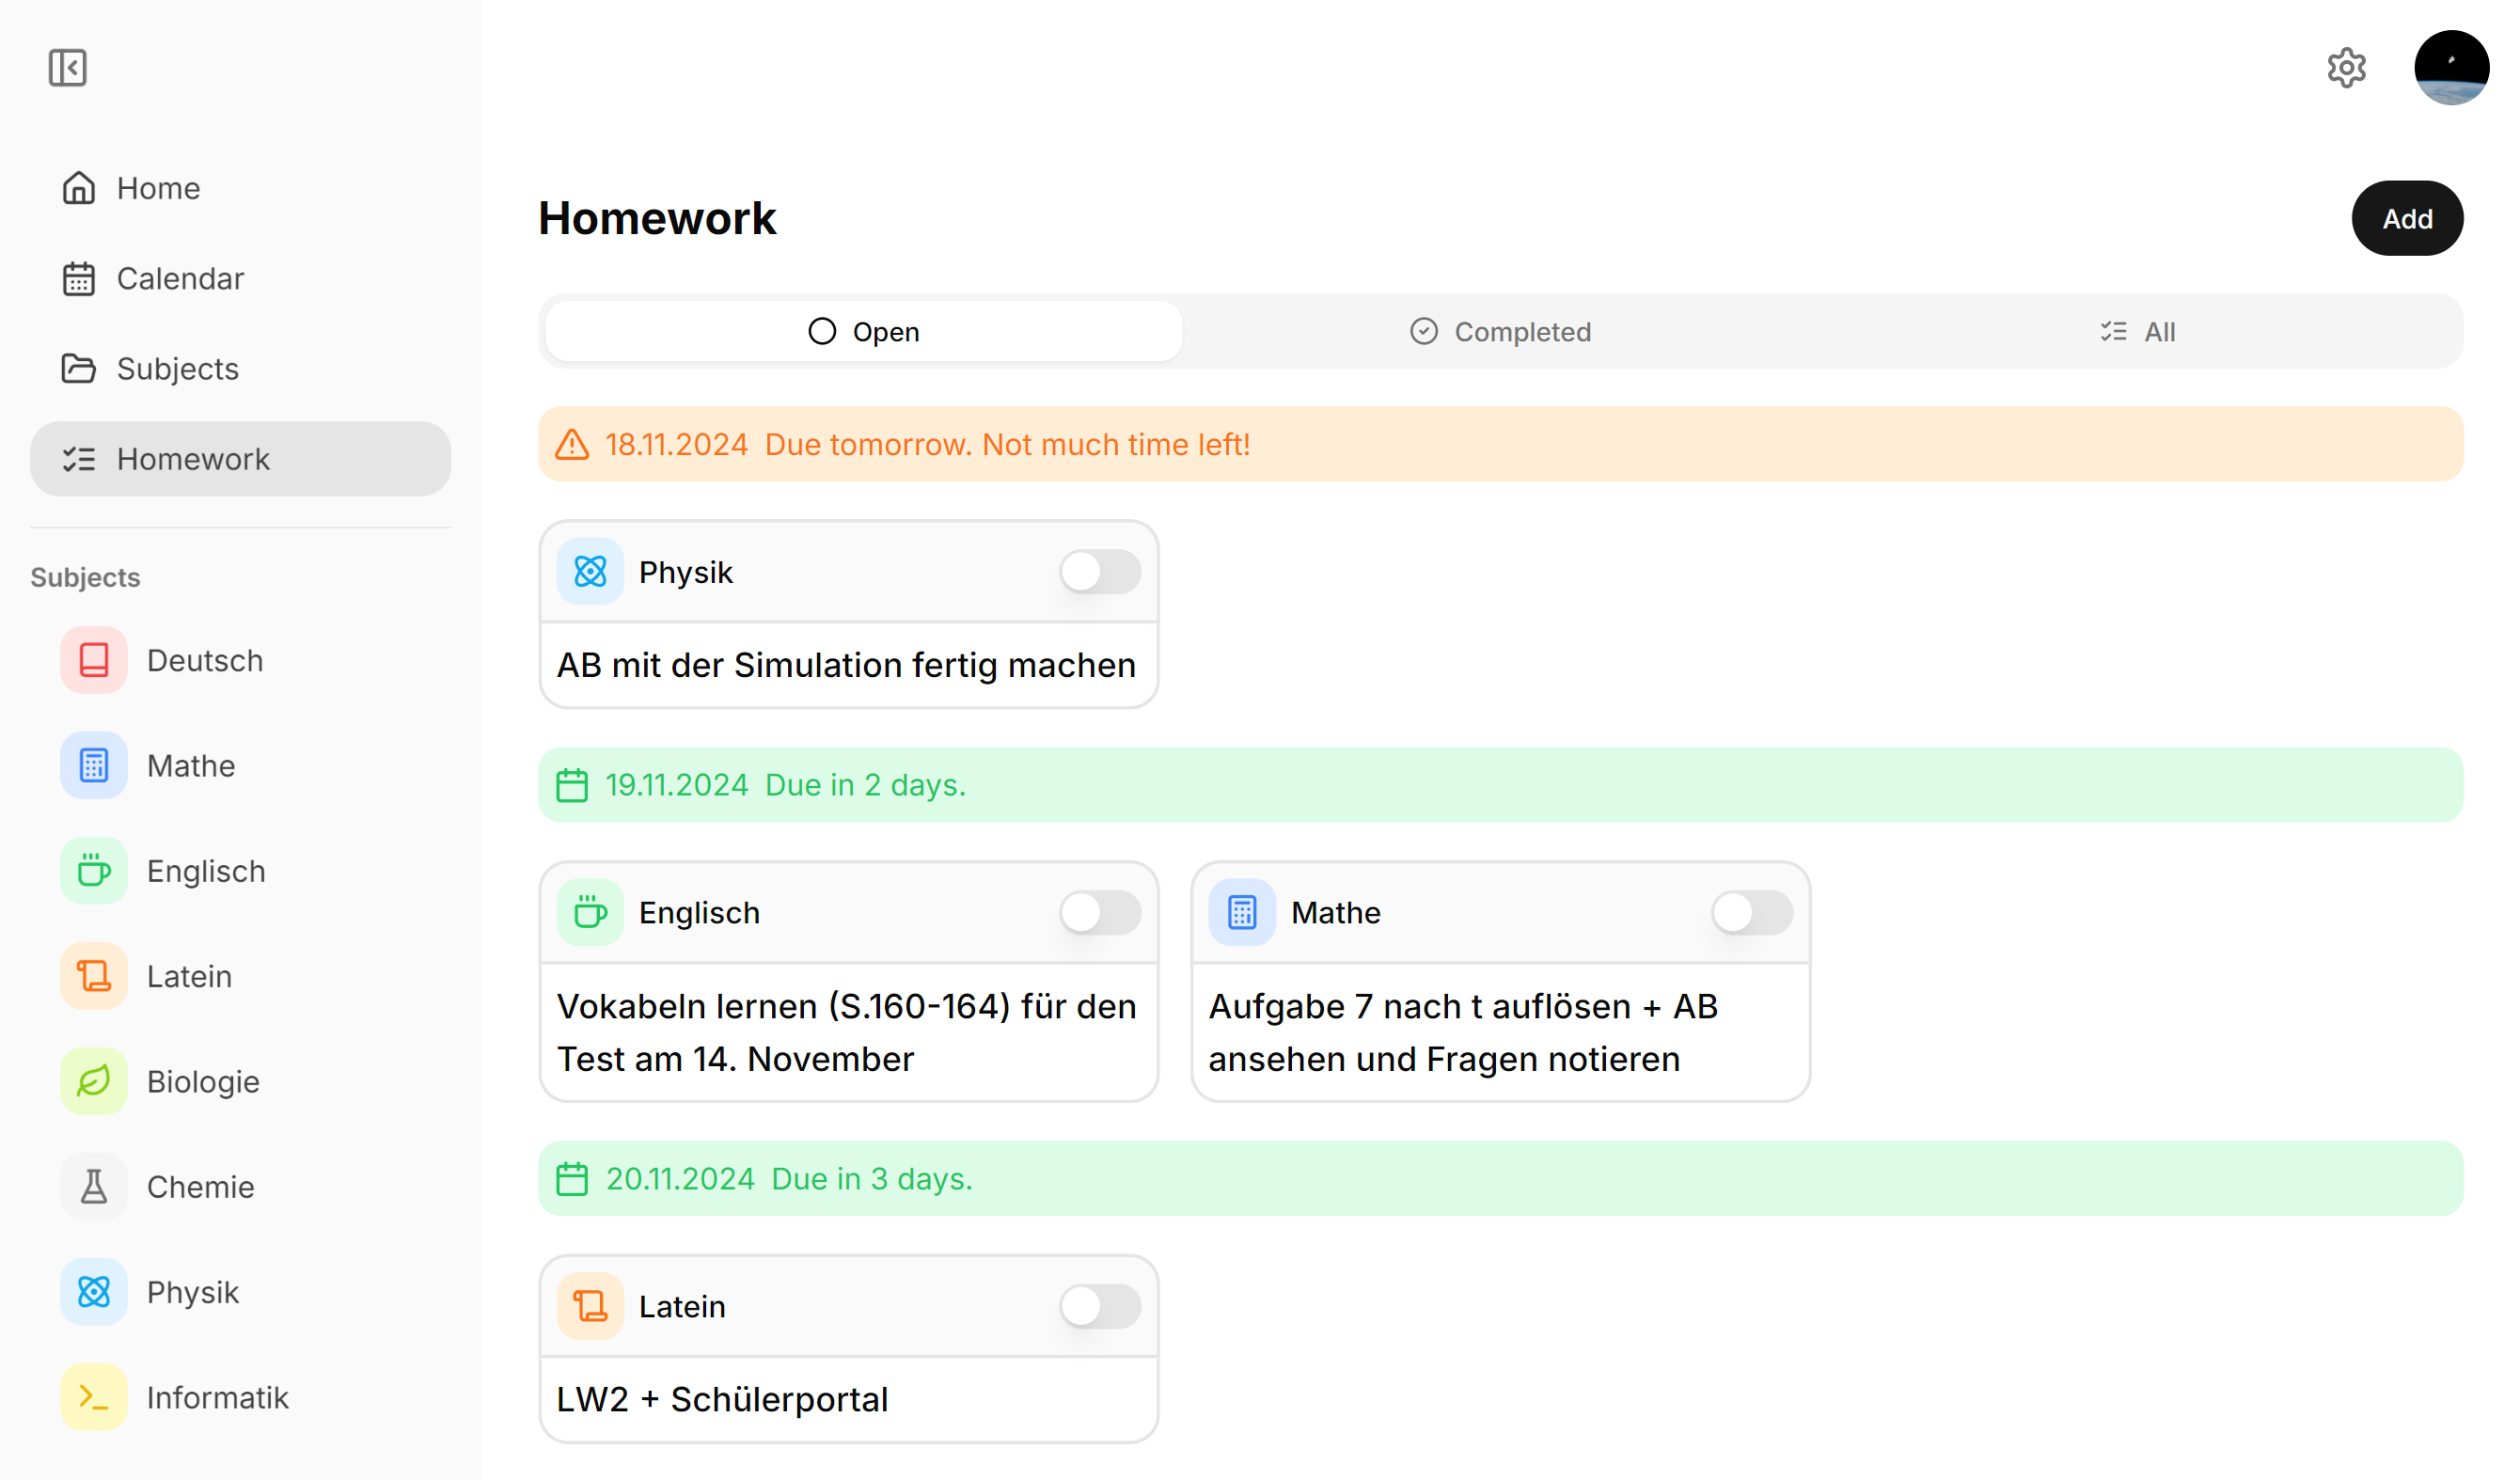 Home
Calendar
Subjects
Homework
Subjects
Deutsch
Mathe
Englisch
Latein
Biologie
Chemie
Physik
Informatik
Homework
Add
Open
Completed
All
18.11.2024 Due tomorrow. Not much time left!
Physik
AB mit der Simulation fertig machen
19.11.2024 Due in 2 days.
Englisch
Vokabeln lernen (S.160-164) für den
Test am 14. November
Mathe
Aufgabe 7 nach t auflösen + AB
ansehen und Fragen notieren
20.11.2024 Due in 3 days.
Latein
LW2 + Schülerportal